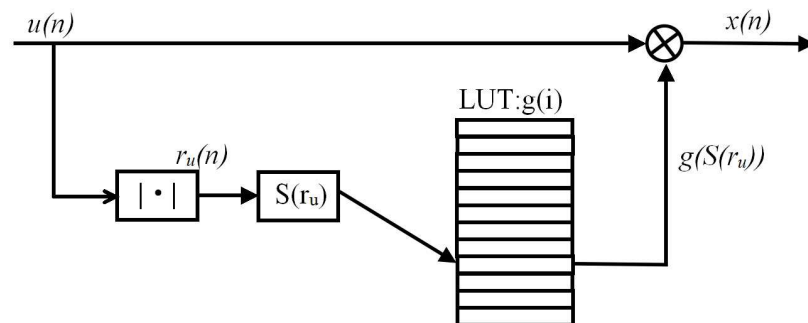 u(n)
x(n)
LUT:g(i)
r_u(n)
g(S(r_u))
| • |
S(r_u)